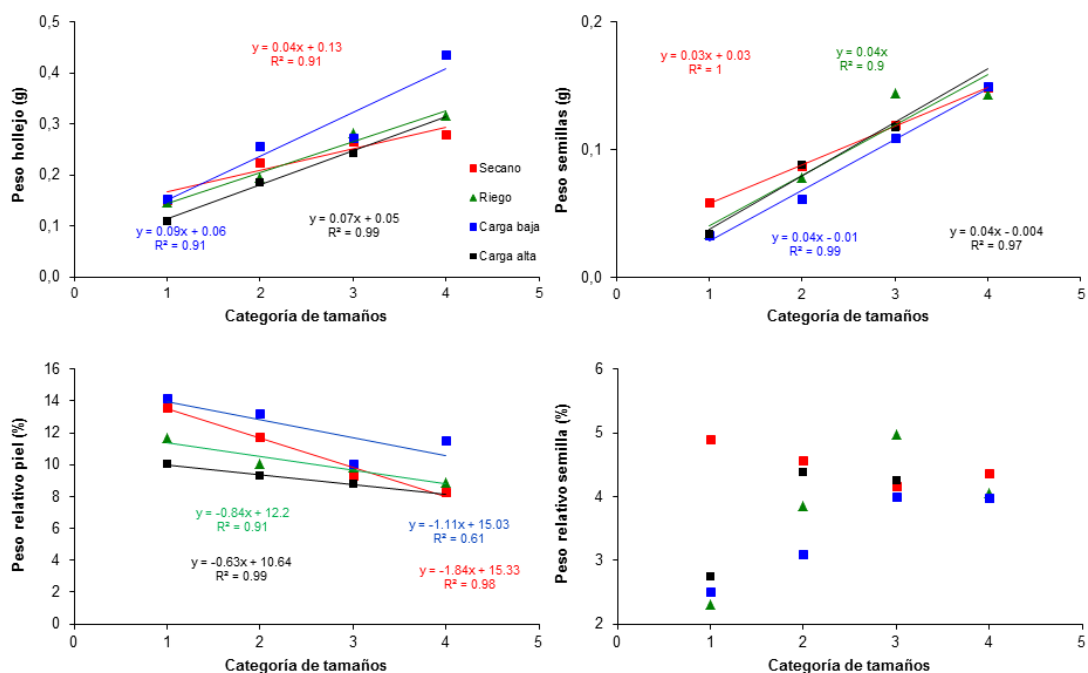 Peso hollejo (g)
0,5
0,4
0,3
0,2
0,1
0,0
y = 0.04x + 0.13
R² = 0.91
Secano
Riego
Carga baja
Carga alta
y = 0.09x + 0.06
R² = 0.91
y = 0.07x + 0.05
R² = 0.99
0 1 2 3 4 5
Categoría de tamaños
Peso semillas (g)
0,2
0,1
0,0
y = 0.03x + 0.03
R² = 1
y = 0.04x
R² = 0.9
y = 0.04x - 0.01
R² = 0.99
y = 0.04x - 0.004
R² = 0.97
0 1 2 3 4 5
Categoría de tamaños
Peso relativo piel (%)
16
14
12
10
8
6
4
2
0
y = -0.84x + 12.2
R² = 0.91
y = -1.11x + 15.03
R² = 0.61
y = -0.63x + 10.64
R² = 0.99
y = -1.84x + 15.33
R² = 0.98
0 1 2 3 4 5
Categoría de tamaños
Peso relativo semilla (%)
6
5
4
3
2
0 1 2 3 4 5
Categoría de tamaños